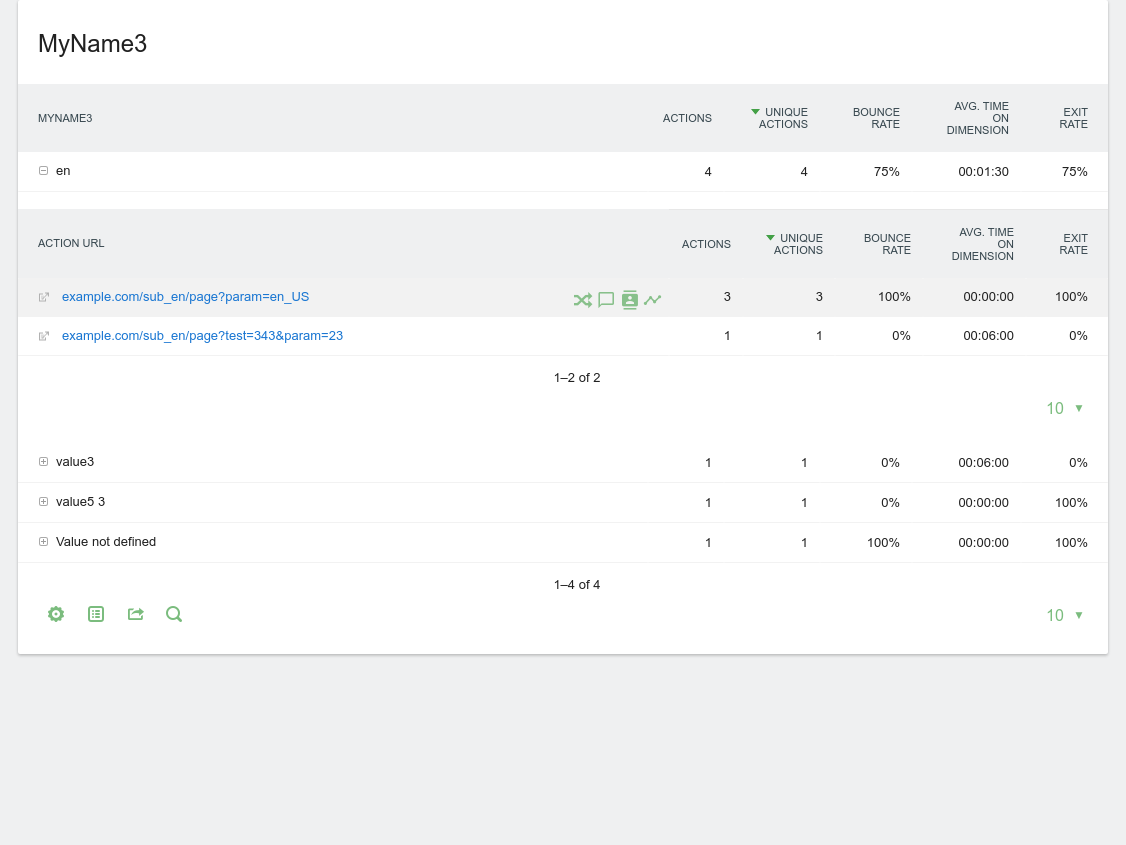 MyName3
MYNAME3 ACTIONS UNIQUE ACTIONS BOUNCE RATE AVG. TIME ON DIMENSION EXIT RATE
en 4 4 75% 00:01:30 75%
ACTION URL ACTIONS UNIQUE ACTIONS BOUNCE RATE AVG. TIME ON DIMENSION EXIT RATE
example.com/sub_en/page?param=en_US 3 3 100% 00:00:00 100%
example.com/sub_en/page?test=343&param=23 1 1 0% 00:06:00 0%
1–2 of 2
10
value3 1 1 0% 00:06:00 0%
value5 3 1 1 0% 00:00:00 100%
Value not defined 1 1 100% 00:00:00 100%
1–4 of 4
10